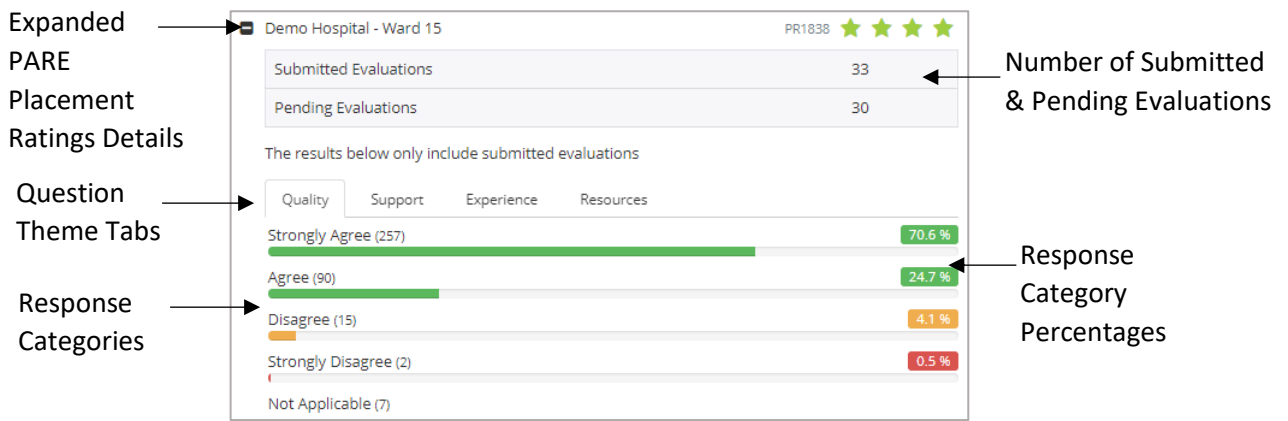 Expanded
PARE
Placement
Ratings Details
Demo Hospital - Ward 15 PR1838
Submitted Evaluations 33
Pending Evaluations 30
Number of Submitted
& Pending Evaluations
The results below only include submitted evaluations
Question
Theme Tabs
Quality Support Experience Resources
Strongly Agree (257) 70.6 %
Agree (90) 24.7 %
Response
Category
Percentages
Response
Categories
Disagree (15) 4.1 %
Strongly Disagree (2) 0.5 %
Not Applicable (7)